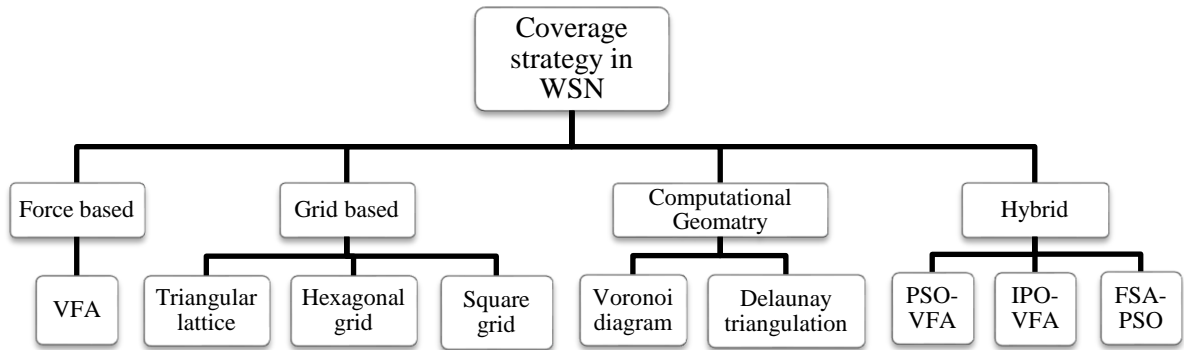 Coverage
strategy in
WSN
Force based
Grid based
Computational
Geomatry
Hybrid
VFA
Triangular
lattice
Hexagonal
grid
Square
grid
Voronoi
diagram
Delaunay
triangulation
PSO-
VFA
IPO-
VFA
FSA-
PSO